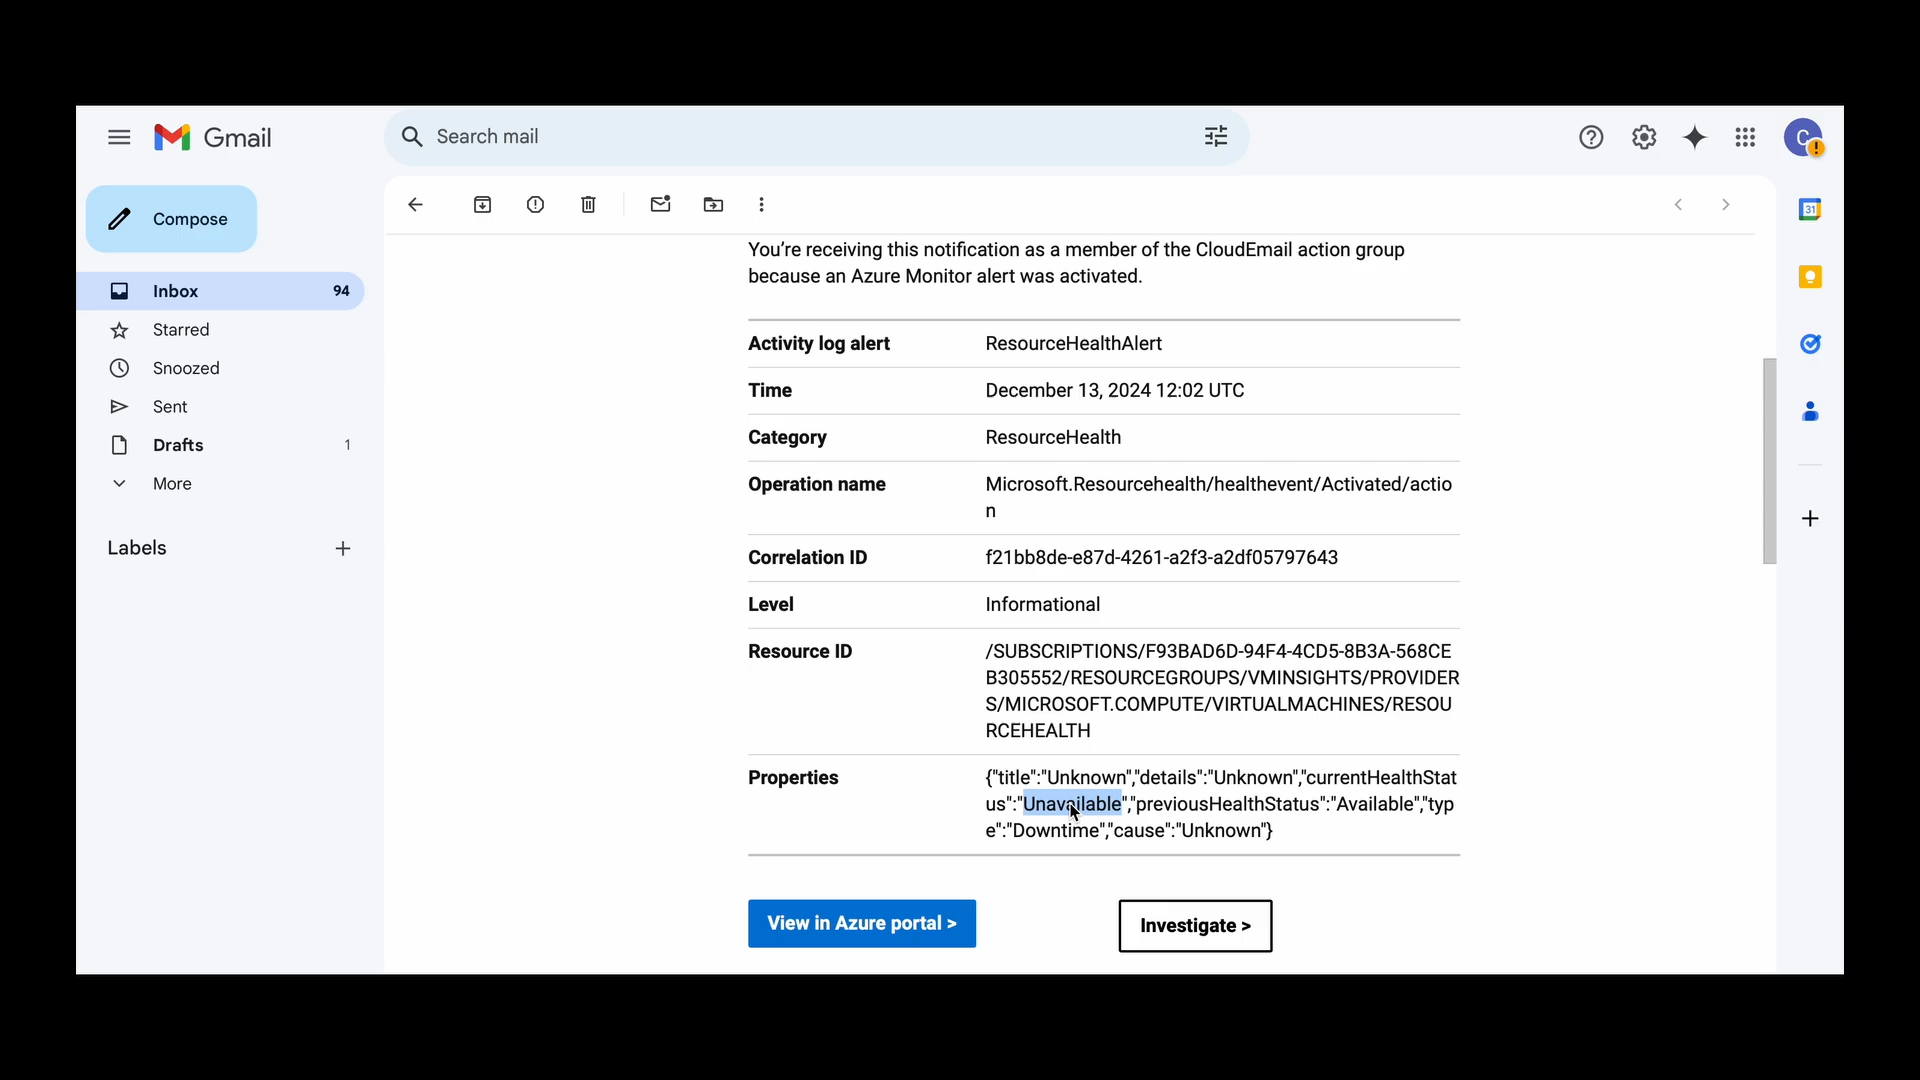 Gmail
Search mail
C
!
Compose
Inbox 94
Starred
Snoozed
Sent
Drafts 1
More
Labels
31
You're receiving this notification as a member of the CloudEmail action group
because an Azure Monitor alert was activated.
Activity log alert ResourceHealthAlert
Time December 13, 2024 12:02 UTC
Category ResourceHealth
Operation name Microsoft.Resourcehealth/healthevent/Activated/actio
n
Correlation ID f21bb8de-e87d-4261-a2f3-a2df05797643
Level Informational
Resource ID /SUBSCRIPTIONS/F93BAD6D-94F4-4CD5-8B3A-568CE
B305552/RESOURCEGROUPS/VMINSIGHTS/PROVIDER
S/MICROSOFT.COMPUTE/VIRTUALMACHINES/RESOU
RCEHEALTH
Properties {"title":"Unknown","details":"Unknown","currentHealthStat
us":"Unavailable","previousHealthStatus":"Available","typ
e":"Downtime","cause":"Unknown"}
View in Azure portal > Investigate >